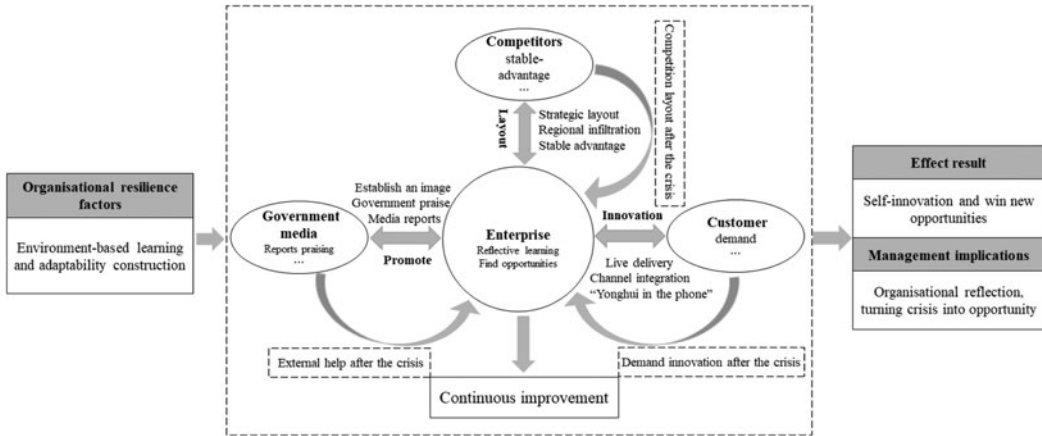 Organisational resilience
factors
Environment-based learning
and adaptability construction
Competitors
stable-
advantage
...
Layout
Strategic layout
Regional infiltration
Stable advantage
Competition layout after the crisis
Government
media
Reports praising
...
Establish an image
Government praise
Media reports
Promote
Enterprise
Reflective learning
Find opportunities
Innovation
Live delivery
Channel integration
“Yonghui in the phone”
Customer
demand
...
External help after the crisis
Demand innovation after the crisis
Continuous improvement
Effect result
Self-innovation and win new
opportunities
Management implications
Organisational reflection,
turning crisis into opportunity